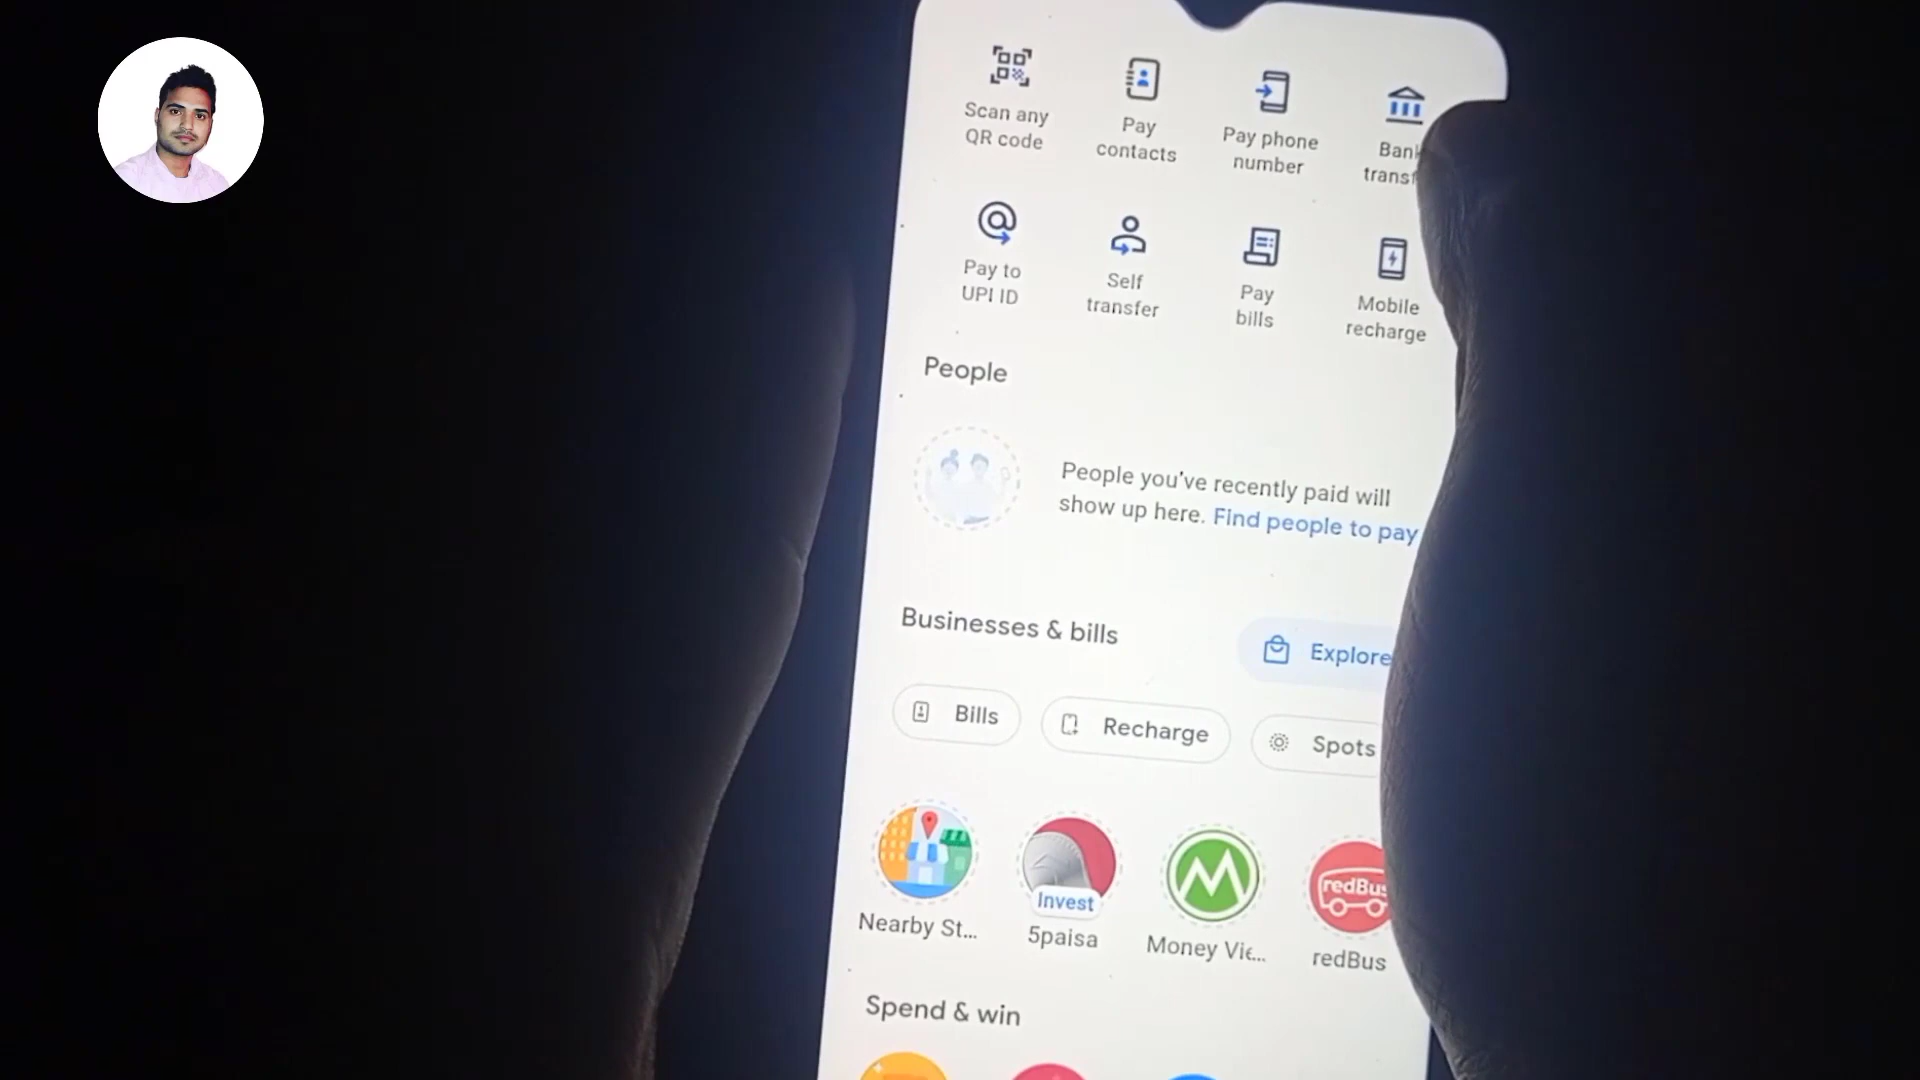 Scan any
QR code
Pay
contacts
Pay phone
number
Bank
Pay to
UPI ID
Self
transfer
Pay
bills
Mobile
recharge
People
People you've recently paid will
show up here. Find people to pay
Businesses & bills
Explore
Bills
Recharge
Spots
Nearby St...
Invest
5paisa
Money Vie...
redBus
redBus
Spend & win